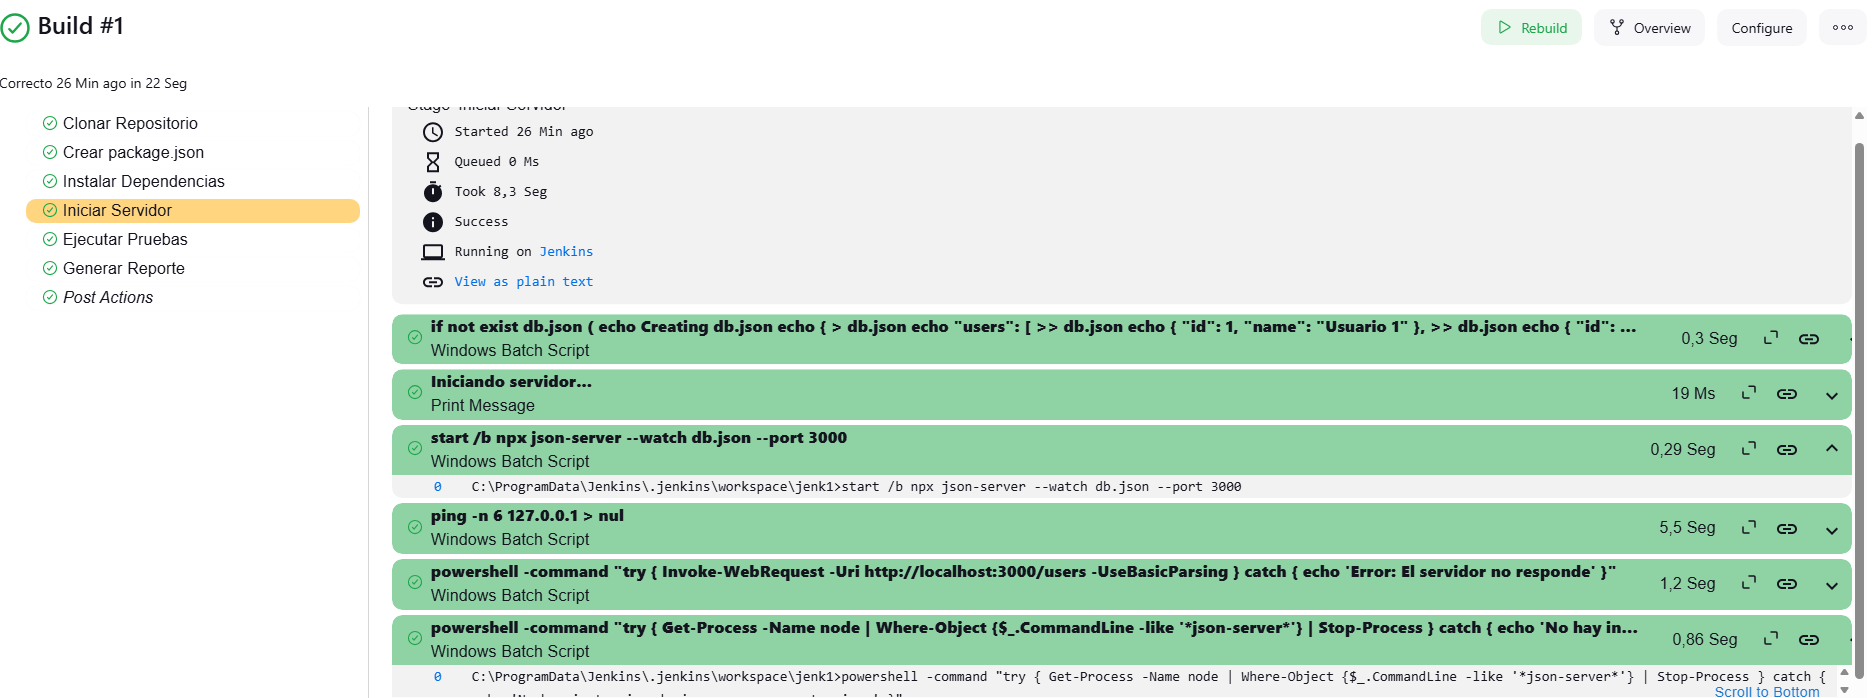 Build #1
Rebuild
Overview
Configure
Correcto 26 Min ago in 22 Seg
Clonar Repositorio
Crear package.json
Instalar Dependencias
Iniciar Servidor
Ejecutar Pruebas
Generar Reporte
Post Actions
Started 26 Min ago
Queued 0 Ms
Took 8,3 Seg
Success
Running on Jenkins
View as plain text
if not exist db.json ( echo Creating db.json echo { > db.json echo "users": [ >> db.json echo { "id": 1, "name": "Usuario 1" }, >> db.json echo { "id": ...
Windows Batch Script
0,3 Seg
Iniciando servidor...
Print Message
19 Ms
start /b npx json-server --watch db.json --port 3000
Windows Batch Script
0,29 Seg
0 C:\ProgramData\Jenkins\.jenkins\workspace\jenk1>start /b npx json-server --watch db.json --port 3000
ping -n 6 127.0.0.1 > nul
Windows Batch Script
5,5 Seg
powershell -command "try { Invoke-WebRequest -Uri http://localhost:3000/users -UseBasicParsing } catch { echo 'Error: El servidor no responde' }"
Windows Batch Script
1,2 Seg
powershell -command "try { Get-Process -Name node | Where-Object {$_.CommandLine -like '*json-server*'} | Stop-Process } catch { echo 'No hay in...
Windows Batch Script
0,86 Seg
0 C:\ProgramData\Jenkins\.jenkins\workspace\jenk1>powershell -command "try { Get-Process -Name node | Where-Object {$_.CommandLine -like '*json-server*'} | Stop-Process } catch {
Scroll to Bottom